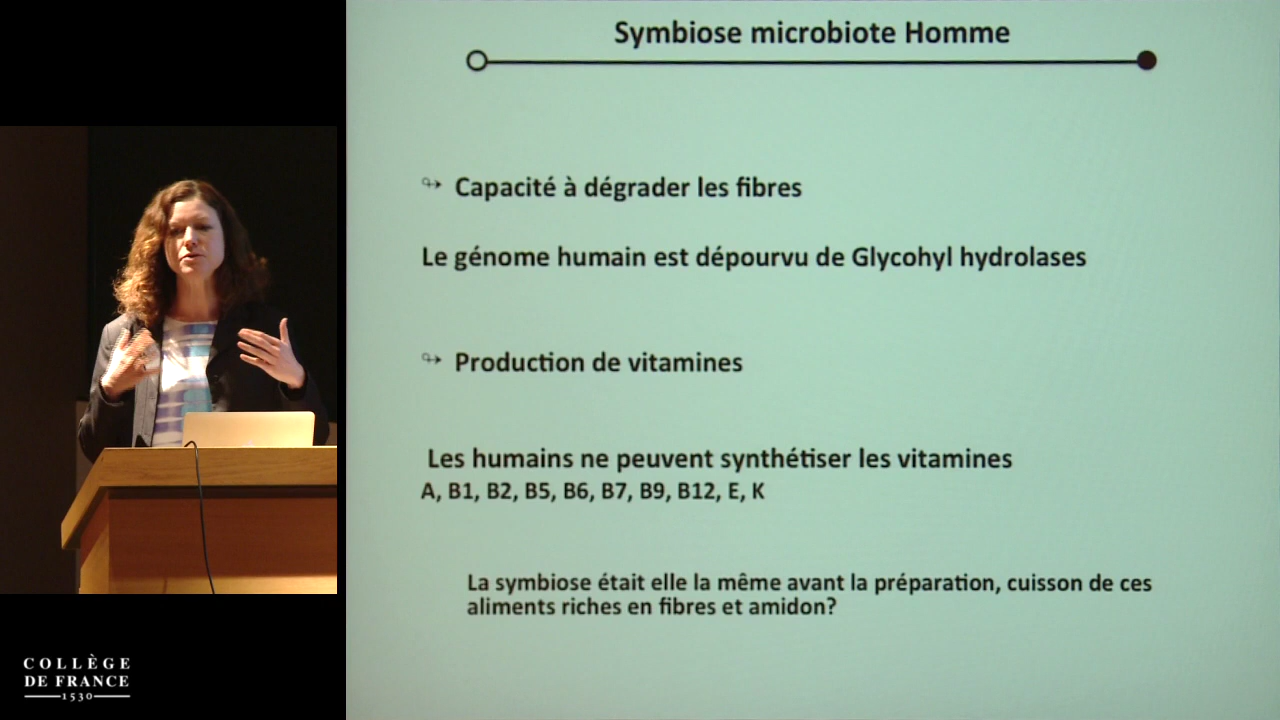 Symbiose microbiote Homme
Capacité à dégrader les fibres
Le génome humain est dépourvu de Glycohyl hydrolases
Production de vitamines
Les humains ne peuvent synthétiser les vitamines
A, B1, B2, B5, B6, B7, B9, B12, E, K
La symbiose était elle la même avant la préparation, cuisson de ces
aliments riches en fibres et amidon?
COLLÈGE
DE FRANCE
1530